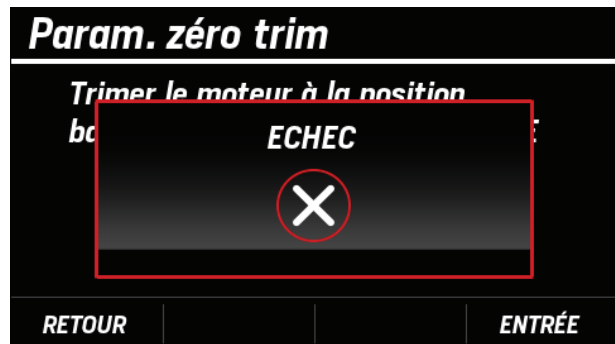 Param. zéro trim
Trimer le moteur à la position
ECHEC
RETOUR
ENTRÉE